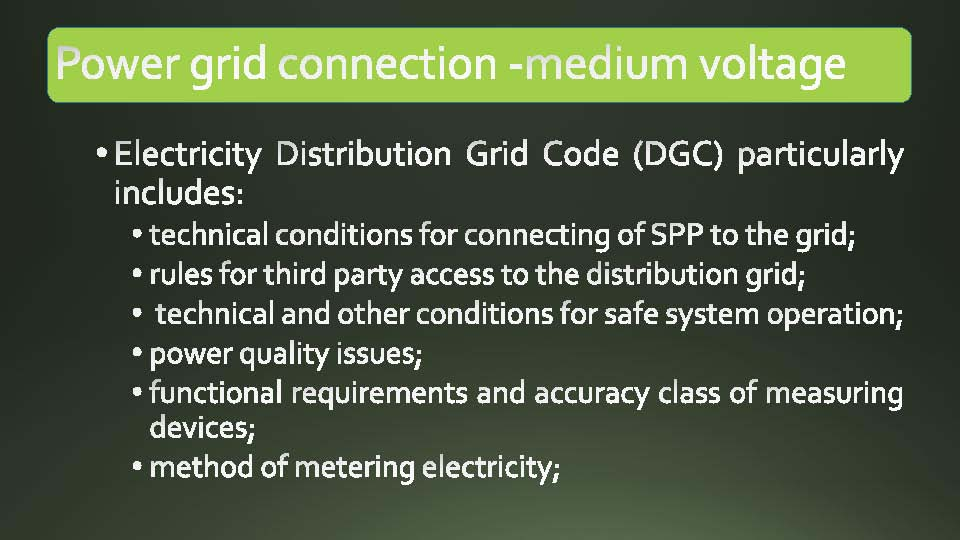 Power grid connection -medium voltage
• Electricity Distribution Grid Code (DGC) particularly
includes:
• technical conditions for connecting of SPP to the grid;
• rules for third party access to the distribution grid;
• technical and other conditions for safe system operation;
• power quality issues;
• functional requirements and accuracy class of measuring
devices;
• method of metering electricity;